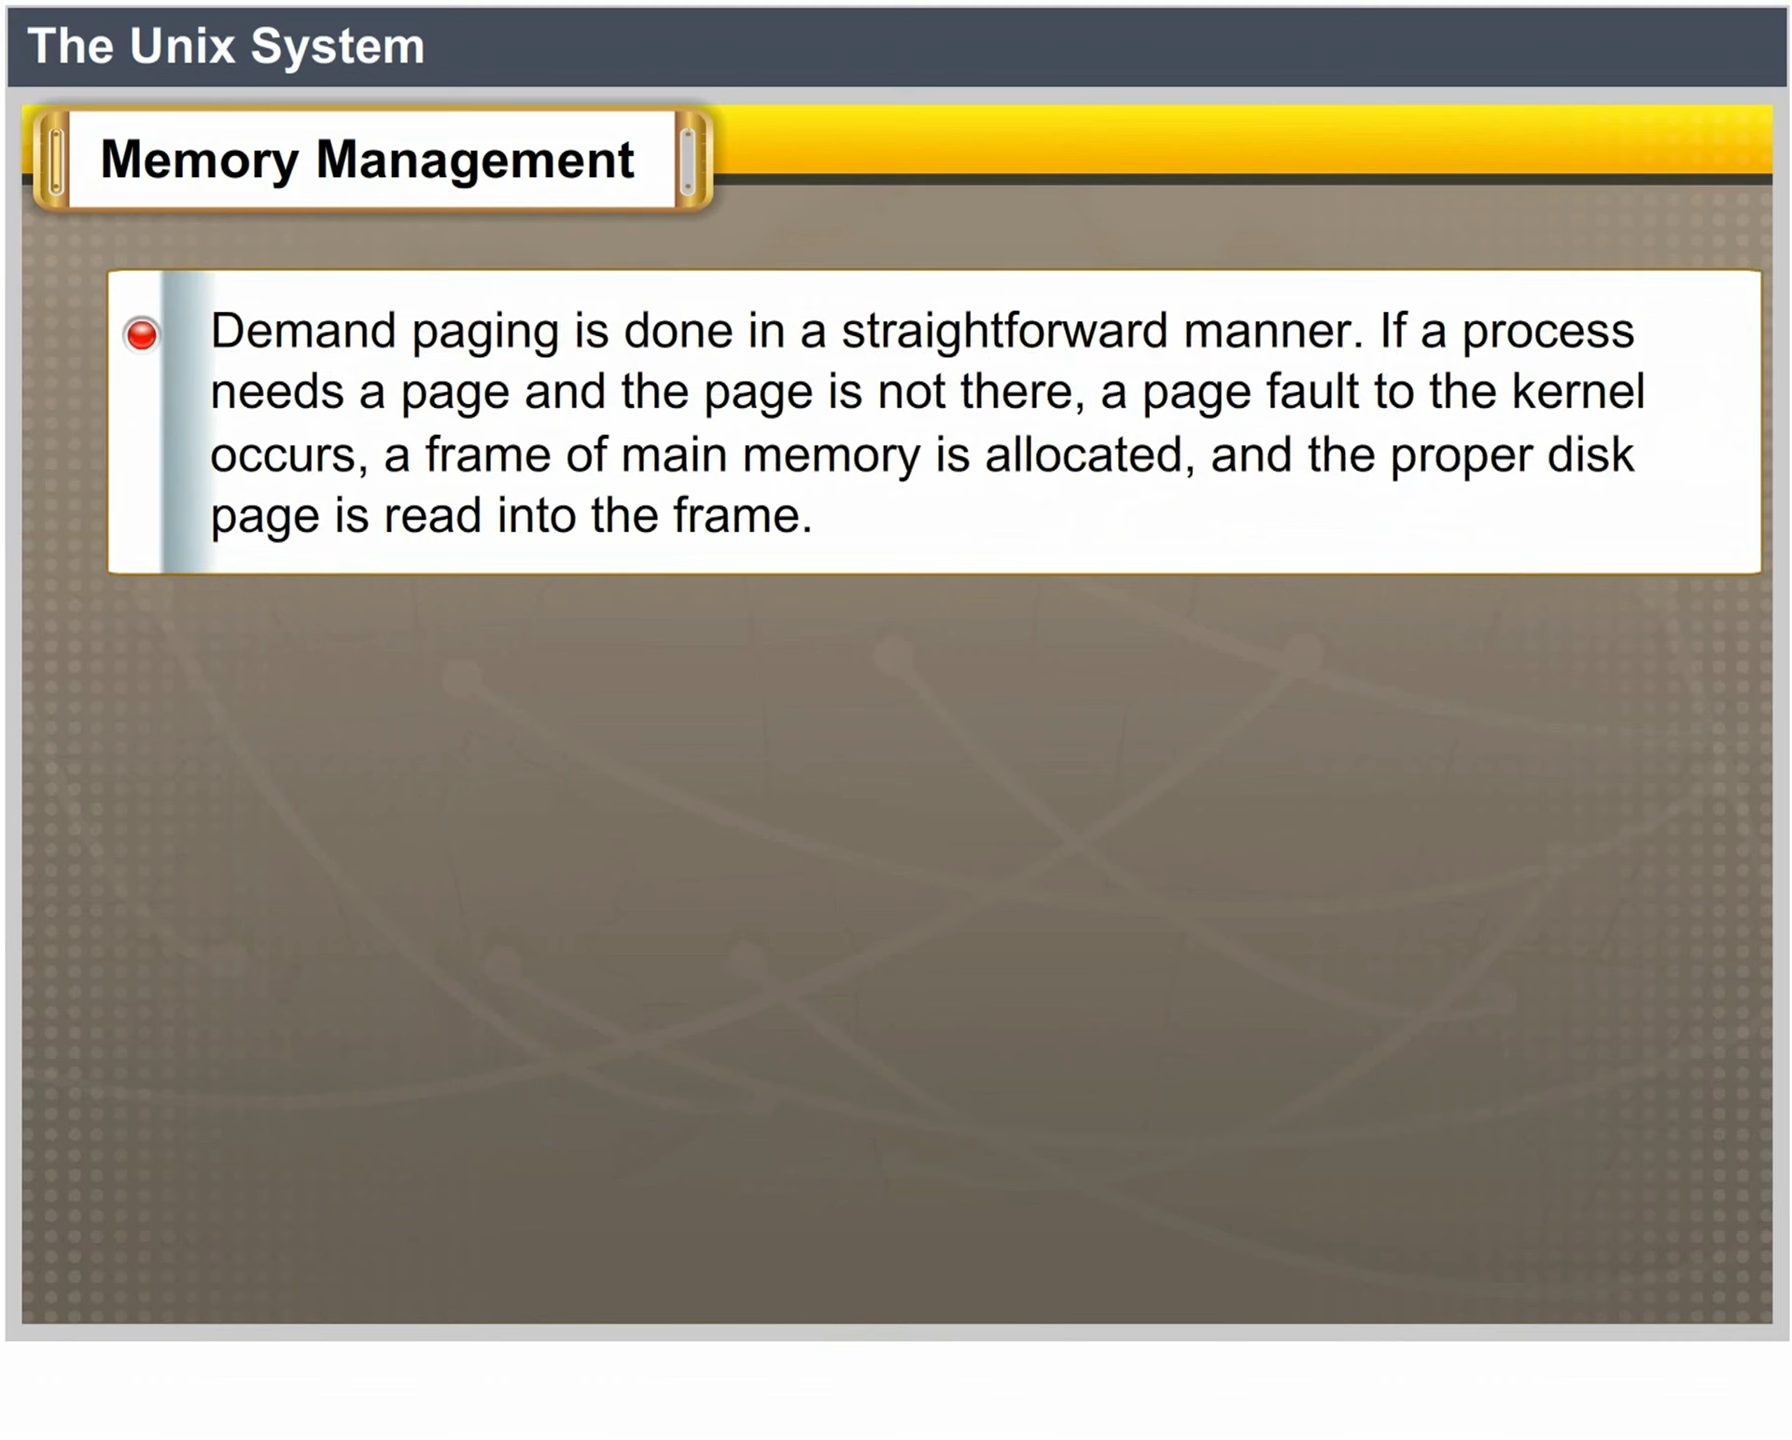 The Unix System
Memory Management
Demand paging is done in a straightforward manner. If a process
needs a page and the page is not there, a page fault to the kernel
occurs, a frame of main memory is allocated, and the proper disk
page is read into the frame.